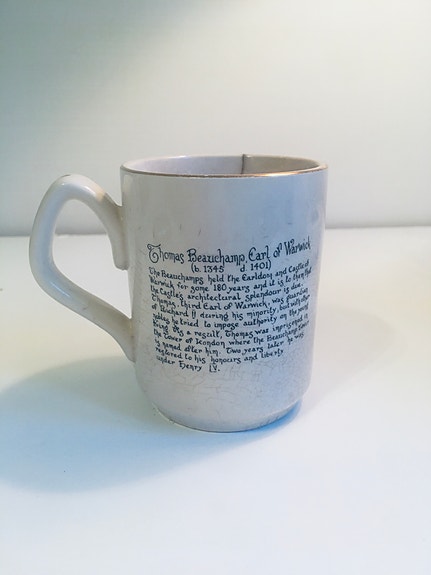 Thomas Beauchamp, Earl of Warwick
(b. 1345 d. 1401)
The Beauchamps held the Earldom and Castle of
Warwick for some 180 years and it is to them that
the Castle's architectural splendour is due.
Thomas, third Earl of Warwick, was guardian
of Richard II during his minority, but with other
nobles he tried to impose authority on the young
King. As a result, Thomas was imprisoned in
the Tower of London where the Beauchamp Tower
is named after him. Two years later he was
restored to his honours and liberty
under Henry IV.